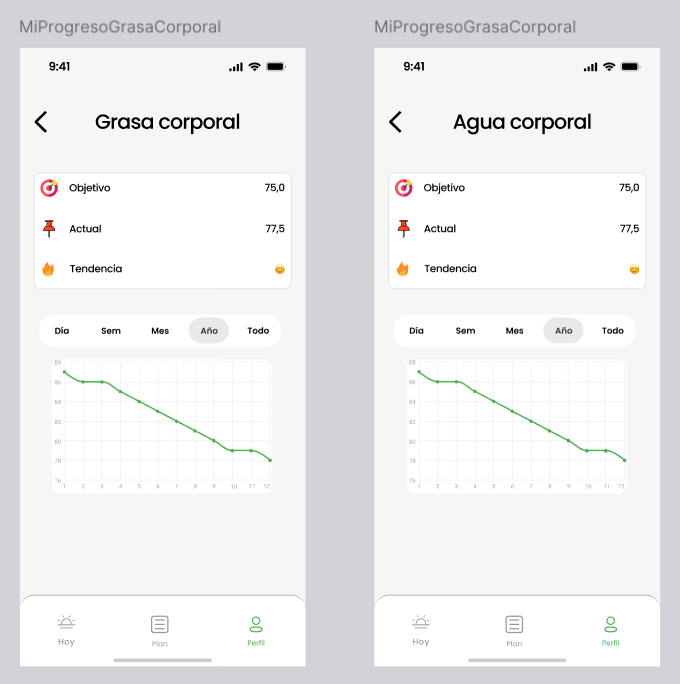 MiProgresoGrasaCorporal
9:41
Grasa corporal
Objetivo 75,0
Actual 77,5
Tendencia
Día Sem Mes Año Todo
88
86
84
82
80
78
76
1 2 3 4 5 6 7 8 9 10 11 12
Hoy Plan Perfil
MiProgresoGrasaCorporal
9:41
Agua corporal
Objetivo 75,0
Actual 77,5
Tendencia
Día Sem Mes Año Todo
88
86
84
82
80
78
76
1 2 3 4 5 6 7 8 9 10 11 12
Hoy Plan Perfil